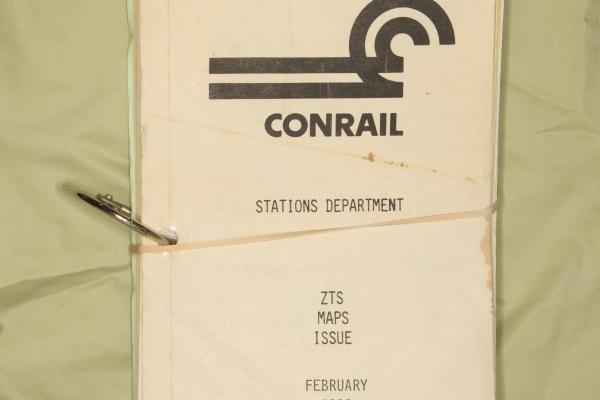 CONRAIL
STATIONS DEPARTMENT
ZTS
MAPS
ISSUE
FEBRUARY